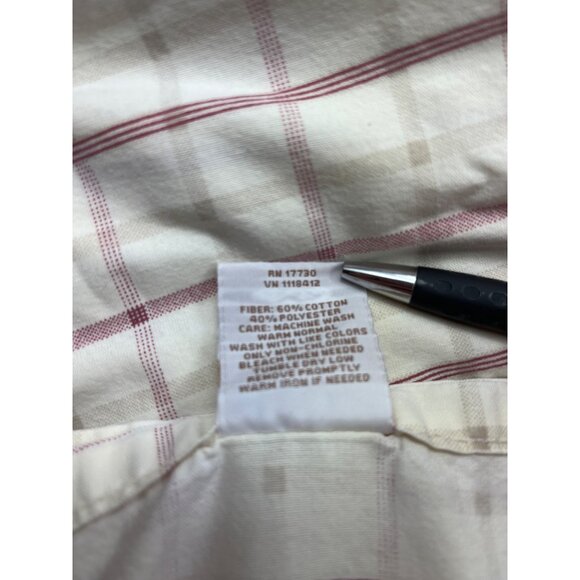 RN 17730
VN 1118412
FIBER: 60% COTTON
40% POLYESTER
CARE: MACHINE WASH
WARM NORMAL
WASH WITH LIKE COLORS
ONLY NON-CHLORINE
BLEACH WHEN NEEDED
TUMBLE DRY LOW
REMOVE PROMPTLY
WARM IRON IF NEEDED